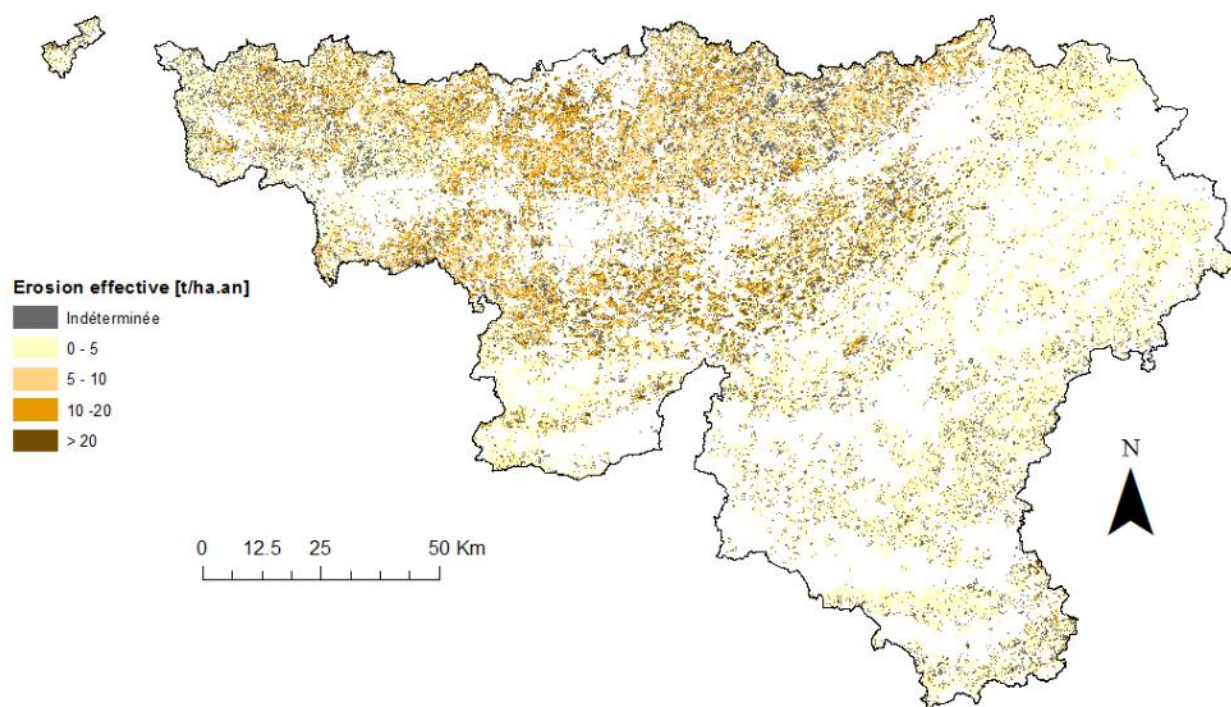 Erosion effective [t/ha.an]
Indéterminée
0 - 5
5 - 10
10 -20
> 20
N
0 12.5 25 50 Km